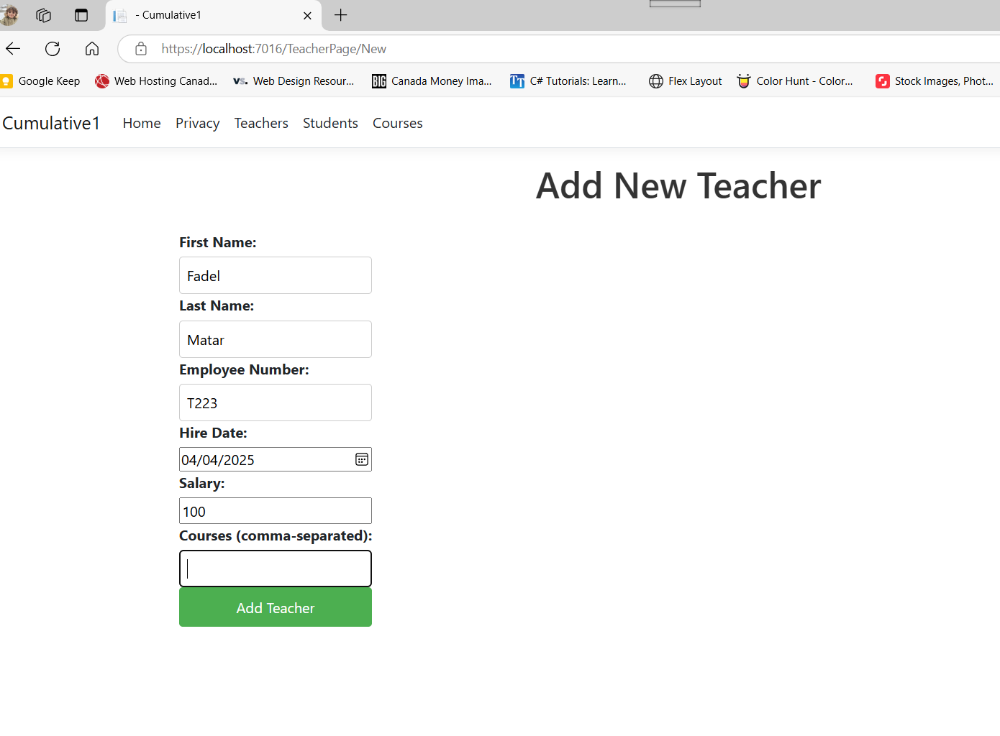 - Cumulative1
https://localhost:7016/TeacherPage/New
Google Keep Web Hosting Canad... vs. Web Design Resour... BIG Canada Money Ima... TT C# Tutorials: Learn... Flex Layout Color Hunt - Color... Stock Images, Phot...
Cumulative1 Home Privacy Teachers Students Courses
Add New Teacher
First Name:
Fadel
Last Name:
Matar
Employee Number:
T223
Hire Date:
04/04/2025
Salary:
100
Courses (comma-separated):
Add Teacher